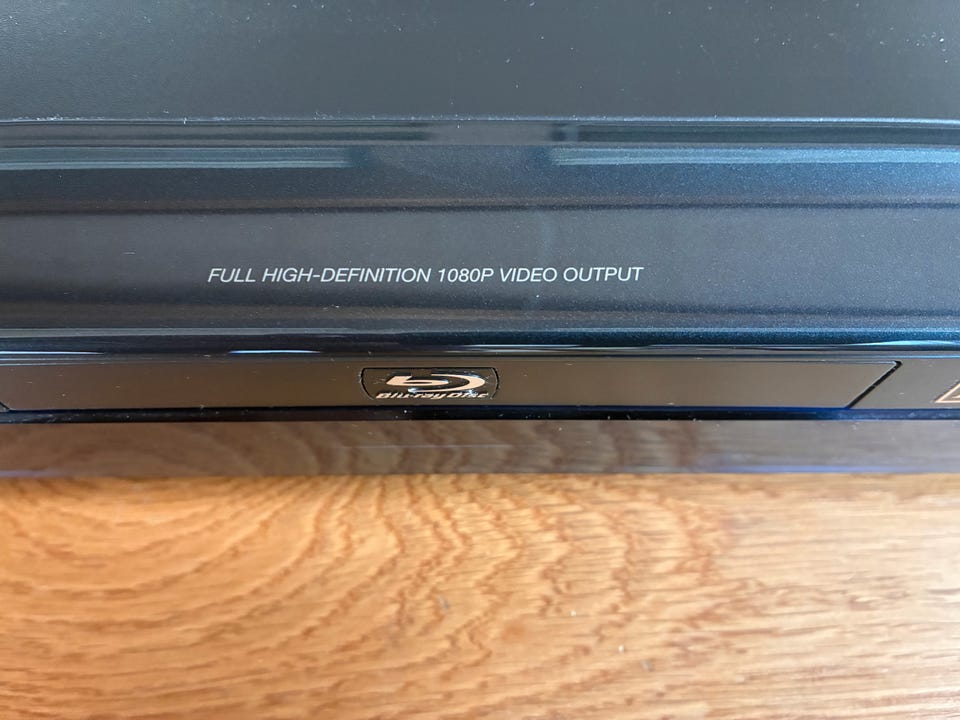 FULL HIGH-DEFINITION 1080P VIDEO OUTPUT
Blu-ray Disc